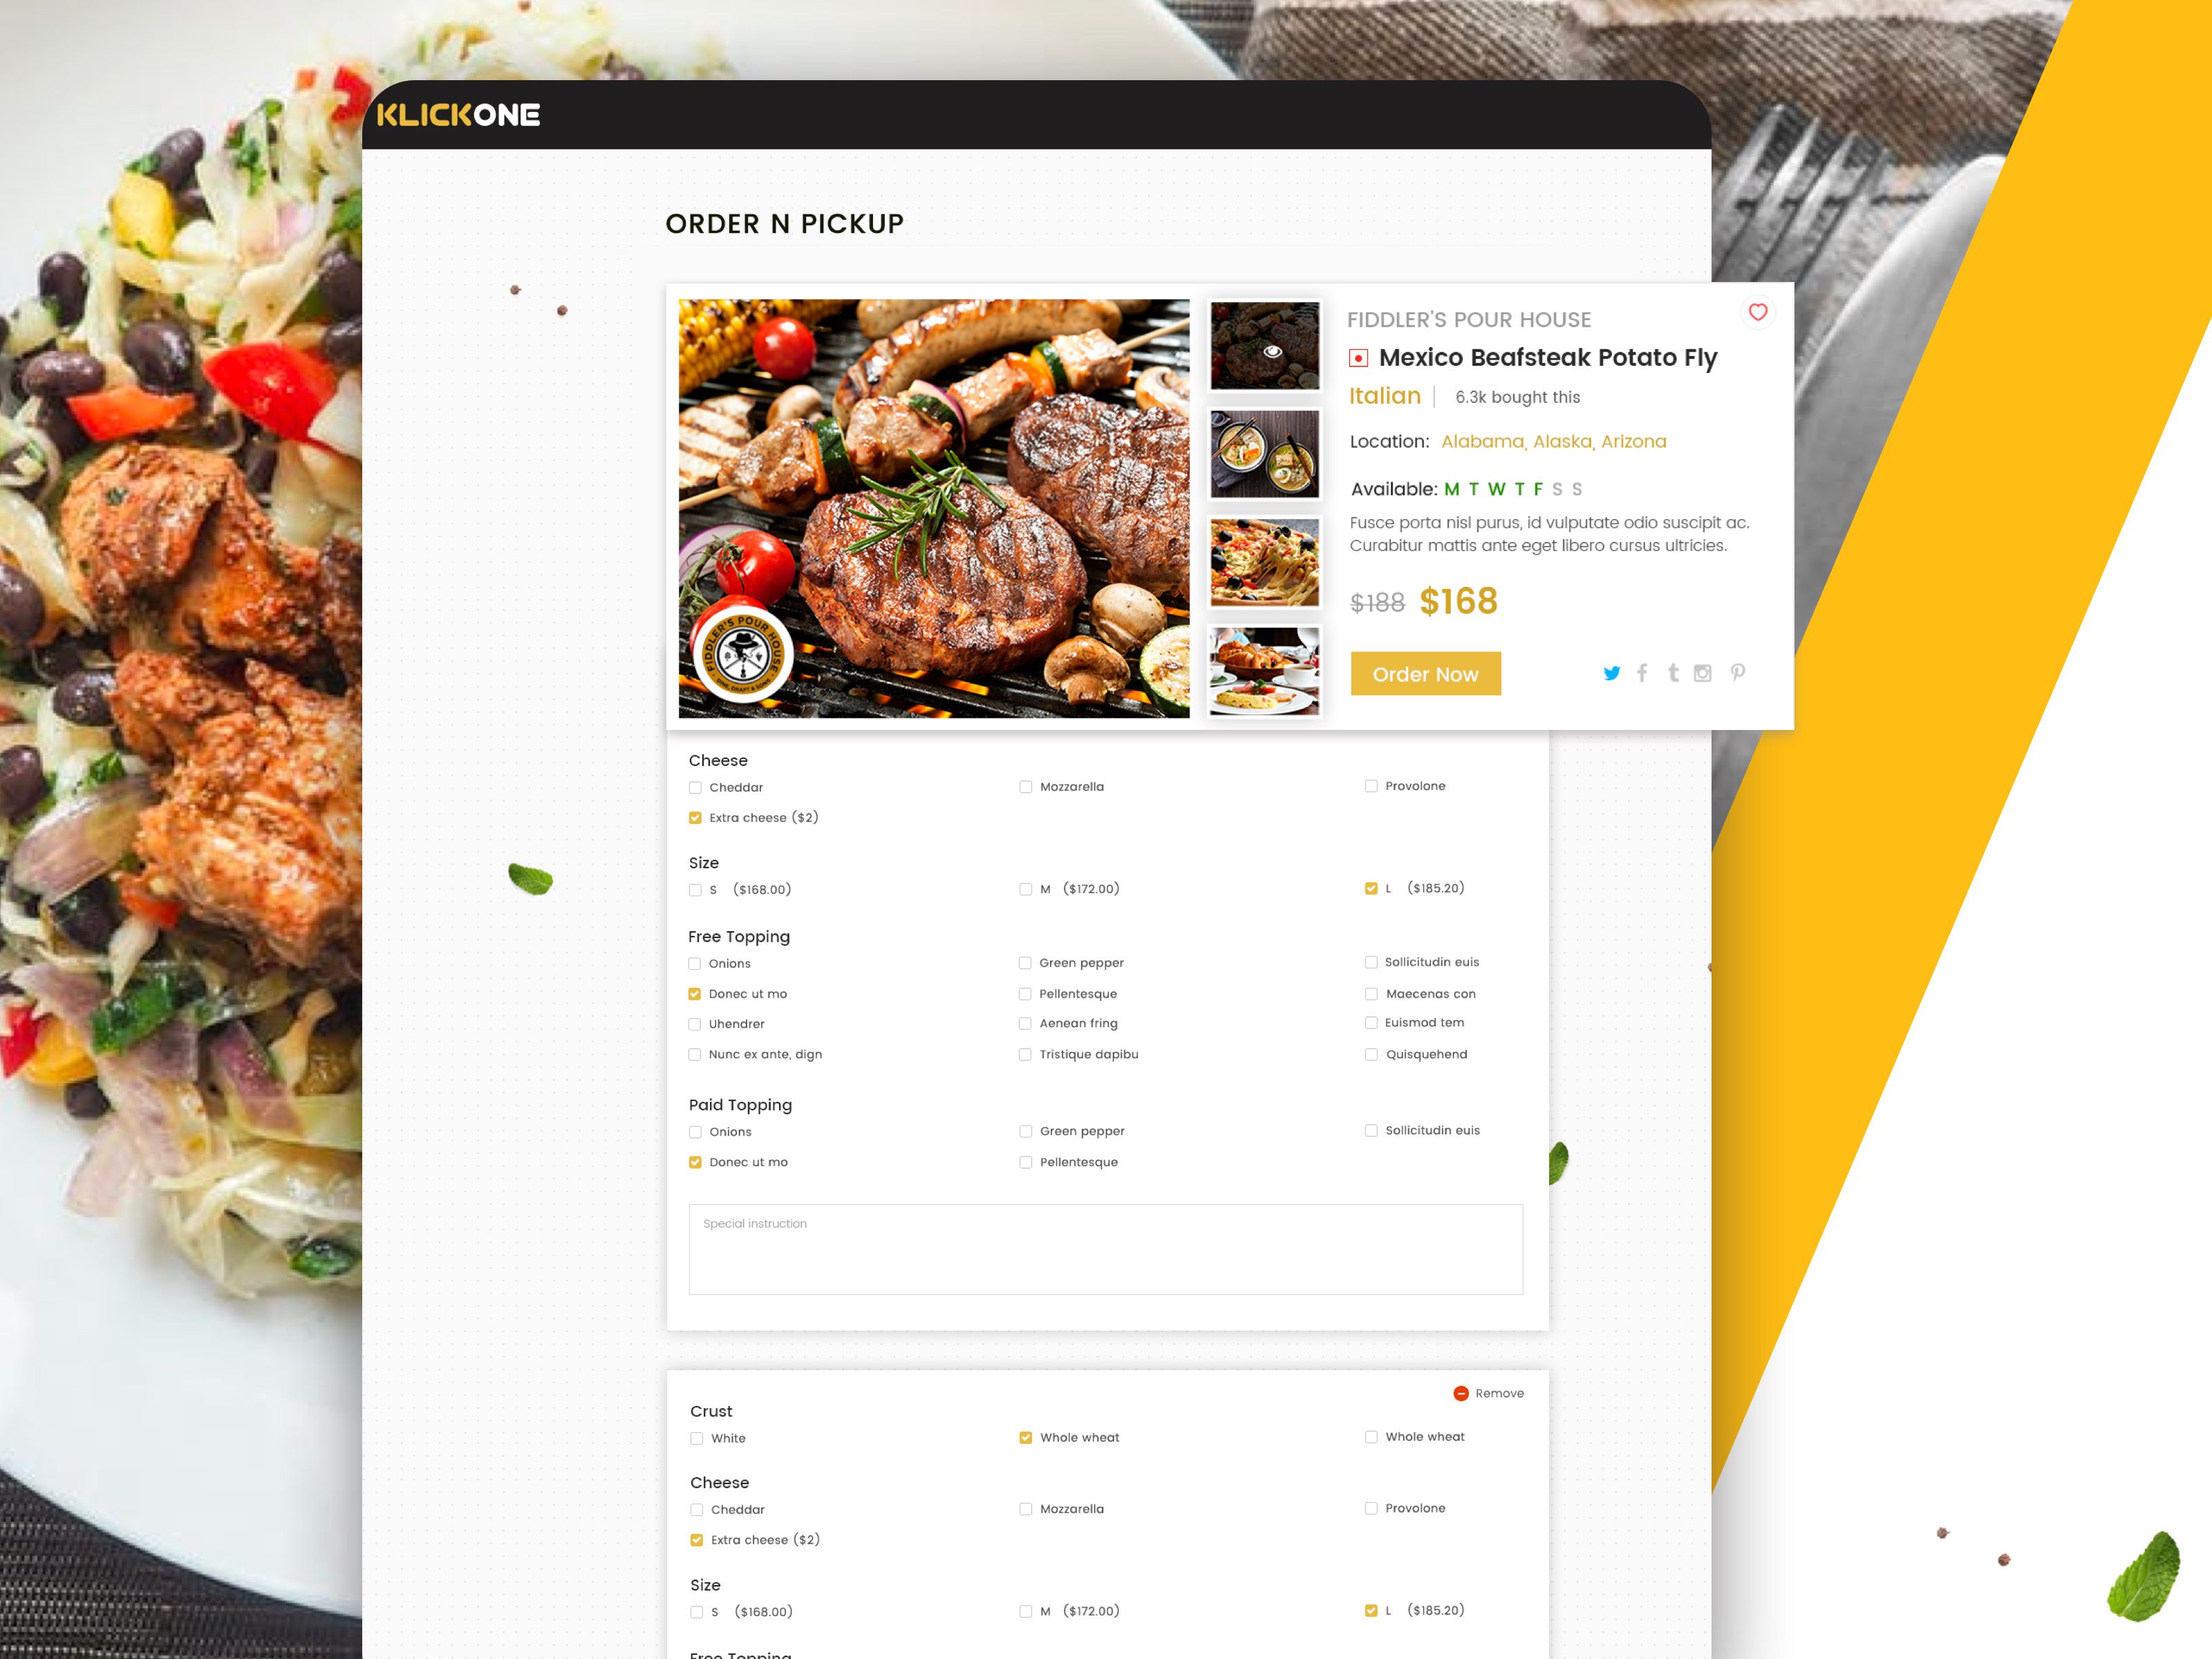 KLICKONE
ORDER N PICKUP
FIDDLER'S POUR HOUSE
Mexico Beafsteak Potato Fly
Italian | 6.3k bought this
Location: Alabama, Alaska, Arizona
Available: M T W T F S S
Fusce porta nisl purus, id vulputate odio suscipit ac.
Curabitur mattis ante eget libero cursus ultricies.
$188 $168
Order Now
FIDDLER'S POUR HOUSE
Cheese
Cheddar Mozzarella Provolone
Extra cheese ($2)
Size
S ($168.00) M ($172.00) L ($185.20)
Free Topping
Onions Green pepper Sollicitudin euis
Donec ut mo Pellentesque Maecenas con
Uhendrer Aenean fring Euismod tem
Nunc ex ante, dign Tristique dapibu Quisquehend
Paid Topping
Onions Green pepper Sollicitudin euis
Donec ut mo Pellentesque
Special instruction
Remove
Crust
White Whole wheat Whole wheat
Cheese
Cheddar Mozzarella Provolone
Extra cheese ($2)
Size
S ($168.00) M ($172.00) L ($185.20)
Free Topping